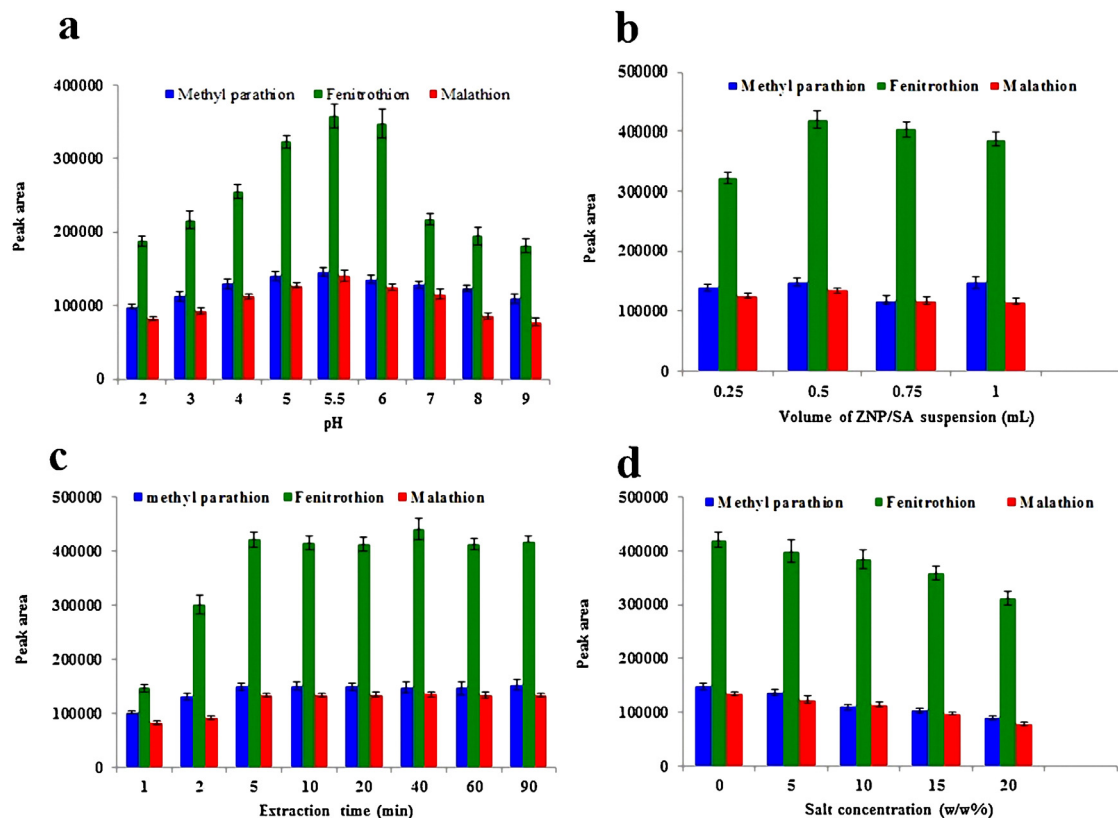 a
400000
300000
200000
100000
0
Peak area
Methyl parathion Fenitrothion Malathion
2 3 4 5 5.5 6 7 8 9
pH
b
500000
400000
300000
200000
100000
0
Peak area
Methyl parathion Fenitrothion Malathion
0.25 0.5 0.75 1
Volume of ZNP/SA suspension (mL)
c
500000
400000
300000
200000
100000
0
Peak area
methyl parathion Fenitrothion Malathion
1 2 5 10 20 40 60 90
Extraction time (min)
d
500000
400000
300000
200000
100000
0
Peak area
Methyl parathion Fenitrothion Malathion
0 5 10 15 20
Salt concentration (w/w%)